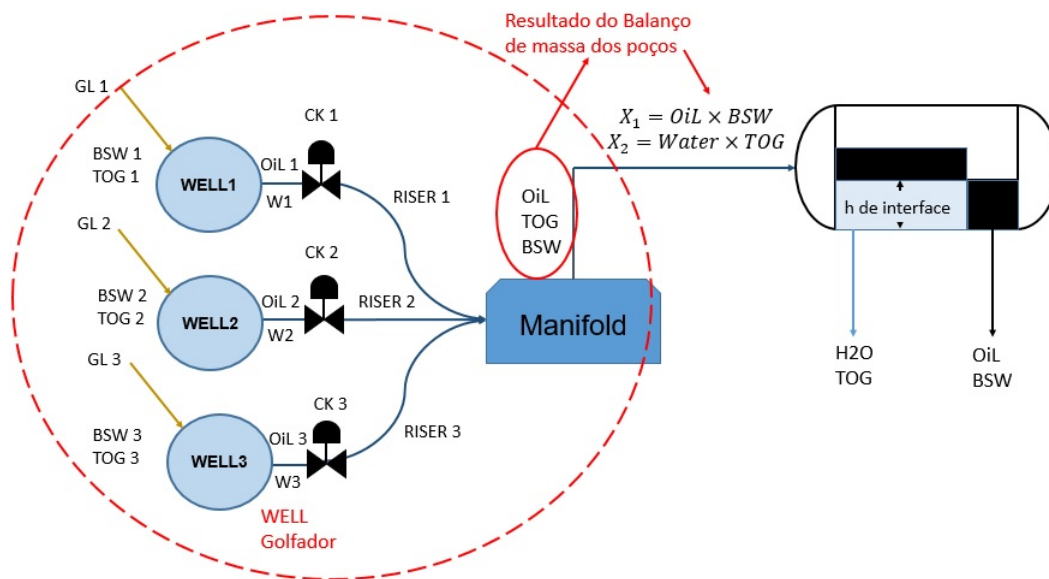 Resultado do Balanço
de massa dos poços
GL 1
CK 1
X₁ = OiL × BSW
X₂ = Water × TOG
BSW 1
TOG 1
WELL1
OiL 1
W1
RISER 1
OiL
TOG
BSW
h de interface
GL 2
CK 2
BSW 2
TOG 2
WELL2
OiL 2
W2
RISER 2
Manifold
H2O
TOG
OiL
BSW
GL 3
CK 3
BSW 3
TOG 3
WELL3
OiL 3
W3
RISER 3
WELL
Golfador